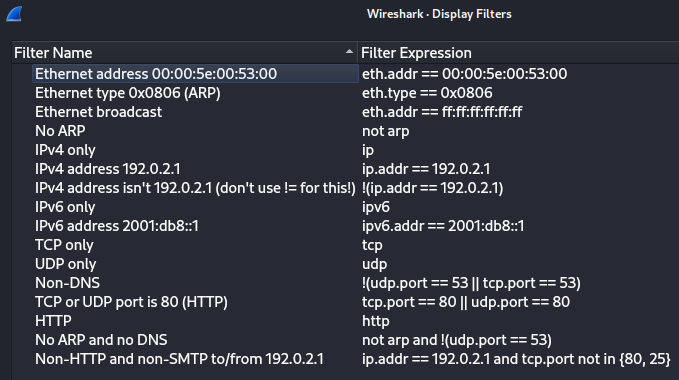 Wireshark · Display Filters
Filter Name Filter Expression
Ethernet address 00:00:5e:00:53:00 eth.addr == 00:00:5e:00:53:00
Ethernet type 0x0806 (ARP) eth.type == 0x0806
Ethernet broadcast eth.addr == ff:ff:ff:ff:ff:ff
No ARP not arp
IPv4 only ip
IPv4 address 192.0.2.1 ip.addr == 192.0.2.1
IPv4 address isn't 192.0.2.1 (don't use != for this!) !(ip.addr == 192.0.2.1)
IPv6 only ipv6
IPv6 address 2001:db8::1 ipv6.addr == 2001:db8::1
TCP only tcp
UDP only udp
Non-DNS !(udp.port == 53 || tcp.port == 53)
TCP or UDP port is 80 (HTTP) tcp.port == 80 || udp.port == 80
HTTP http
No ARP and no DNS not arp and !(udp.port == 53)
Non-HTTP and non-SMTP to/from 192.0.2.1 ip.addr == 192.0.2.1 and tcp.port not in {80, 25}